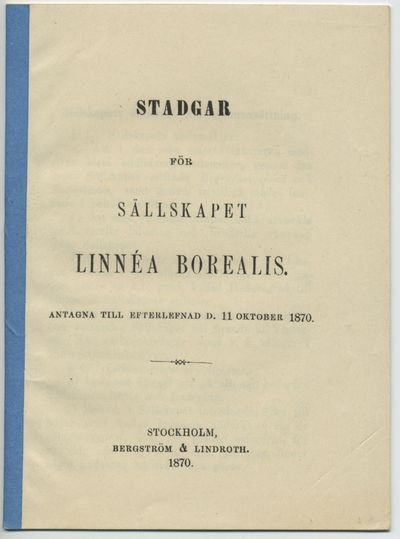 STADGAR
FÖR
SÄLLSKAPET
LINNÉA BOREALIS.
ANTAGNA TILL EFTERLEFNAD D. 11 OKTOBER 1870.
STOCKHOLM,
BERGSTRÖM & LINDROTH.
1870.